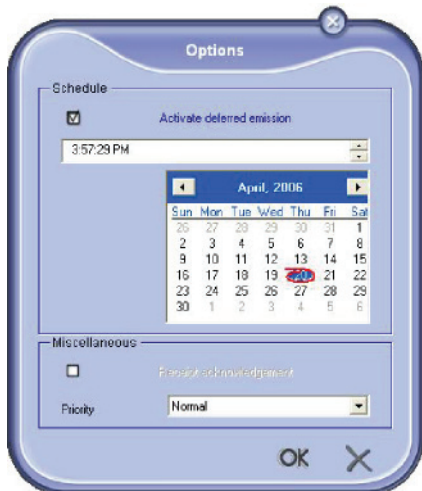 Options
Schedule
Activate deferred emission
3:57:29 PM
April, 2006
Sun Mon Tue Wed Thu Fri Sat
26 27 28 29 30 31 1
2 3 4 5 6 7 8
9 10 11 12 13 14 15
16 17 18 19 20 21 22
23 24 25 26 27 28 29
30 1 2 3 4 5 6
Miscellaneous
Receipt acknowledgement
Priority Normal
OK